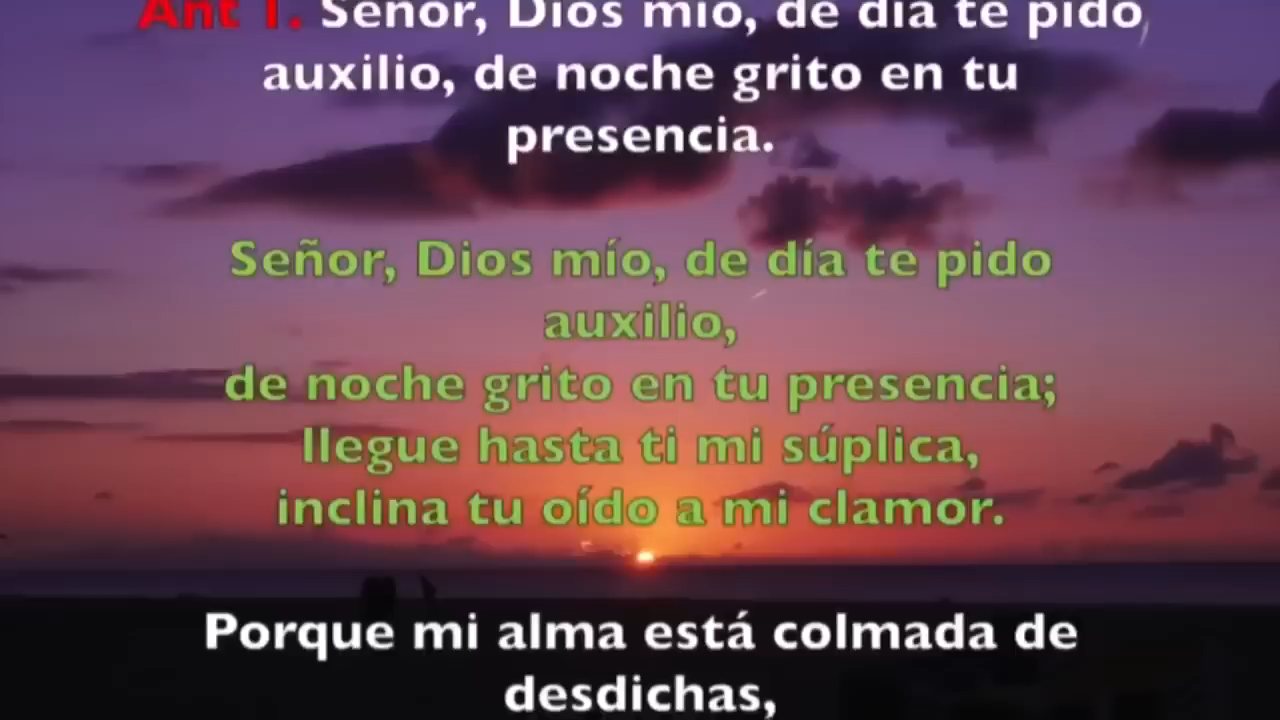 Ant 1. Señor, Dios mío, de día te pido
auxilio, de noche grito en tu
presencia.
Señor, Dios mío, de día te pido
auxilio,
de noche grito en tu presencia;
llegue hasta ti mi súplica,
inclina tu oído a mi clamor.
Porque mi alma está colmada de
desdichas,